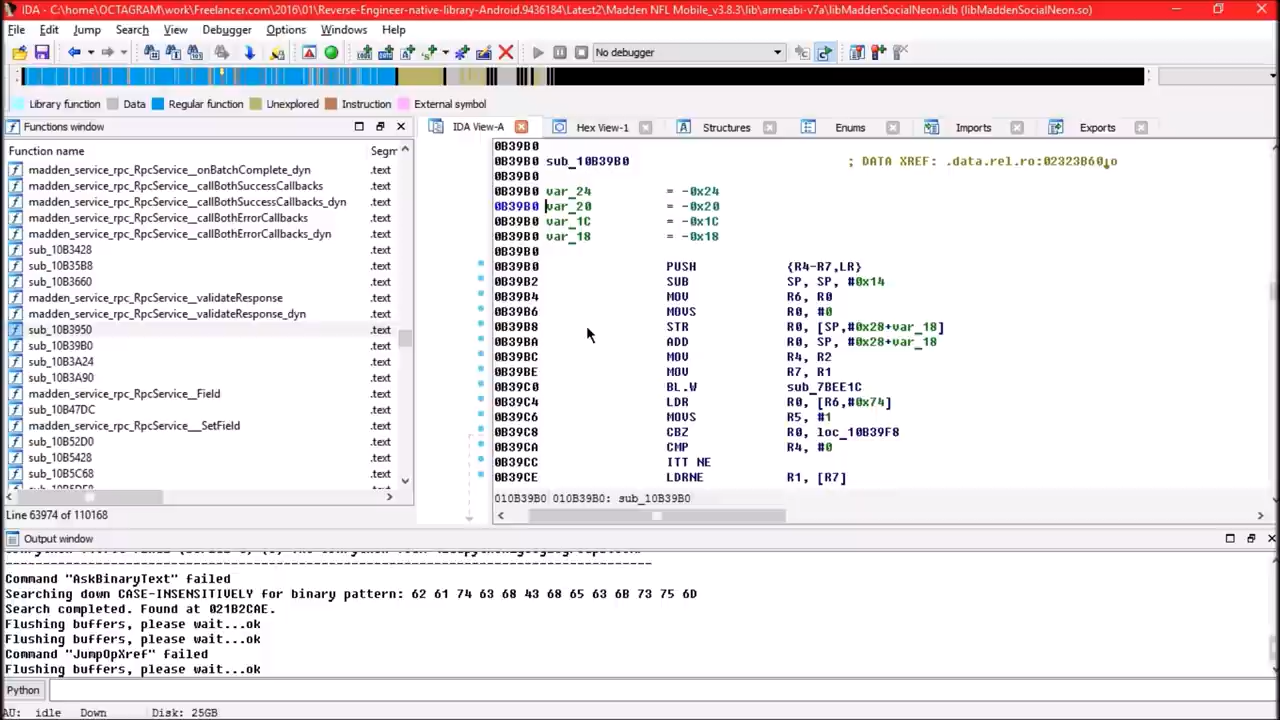 IDA - C:\home\OCTAGRAM\work\Freelancer.com\2016\01\Reverse-Engineer-native-library-Android.9436184\Latest2\Madden NFL Mobile_v3.8.3\lib\armeabi-v7a\libMaddenSocialNeon.idb (libMaddenSocialNeon.so)
File Edit Jump Search View Debugger Options Windows Help
No debugger
Library function Data Regular function Unexplored Instruction External symbol
Functions window
Function name Segm
madden_service_rpc_RpcService__onBatchComplete_dyn .text
madden_service_rpc_RpcService__callBothSuccessCallbacks .text
madden_service_rpc_RpcService__callBothSuccessCallbacks_dyn .text
madden_service_rpc_RpcService__callBothErrorCallbacks .text
madden_service_rpc_RpcService__callBothErrorCallbacks_dyn .text
sub_10B3428 .text
sub_10B35B8 .text
sub_10B3660 .text
madden_service_rpc_RpcService__validateResponse .text
madden_service_rpc_RpcService__validateResponse_dyn .text
sub_10B3950 .text
sub_10B39B0 .text
sub_10B3A24 .text
sub_10B3A90 .text
madden_service_rpc_RpcService__Field .text
sub_10B47DC .text
madden_service_rpc_RpcService___SetField .text
sub_10B52D0 .text
sub_10B5428 .text
sub_10B5C68 .text
Line 63974 of 110168
IDA View-A Hex View-1 Structures Enums Imports Exports
0B39B0
0B39B0 sub_10B39B0 ; DATA XREF: .data.rel.ro:02323B60↓o
0B39B0
0B39B0 var_24 = -0x24
0B39B0 var_20 = -0x20
0B39B0 var_1C = -0x1C
0B39B0 var_18 = -0x18
0B39B0
0B39B0 PUSH {R4-R7,LR}
0B39B2 SUB SP, SP, #0x14
0B39B4 MOV R6, R0
0B39B6 MOVS R0, #0
0B39B8 STR R0, [SP,#0x28+var_18]
0B39BA ADD R0, SP, #0x28+var_18
0B39BC MOV R4, R2
0B39BE MOV R7, R1
0B39C0 BL.W sub_7BEE1C
0B39C4 LDR R0, [R6,#0x74]
0B39C6 MOVS R5, #1
0B39C8 CBZ R0, loc_10B39F8
0B39CA CMP R4, #0
0B39CC ITT NE
0B39CE LDRNE R1, [R7]
010B39B0 010B39B0: sub_10B39B0
Output window
Command "AskBinaryText" failed
Searching down CASE-INSENSITIVELY for binary pattern: 62 61 74 63 68 43 68 65 63 6B 73 75 6D
Search completed. Found at 021B2CAE.
Flushing buffers, please wait...ok
Flushing buffers, please wait...ok
Command "JumpOpXref" failed
Flushing buffers, please wait...ok
Python
AU: idle Down Disk: 25GB